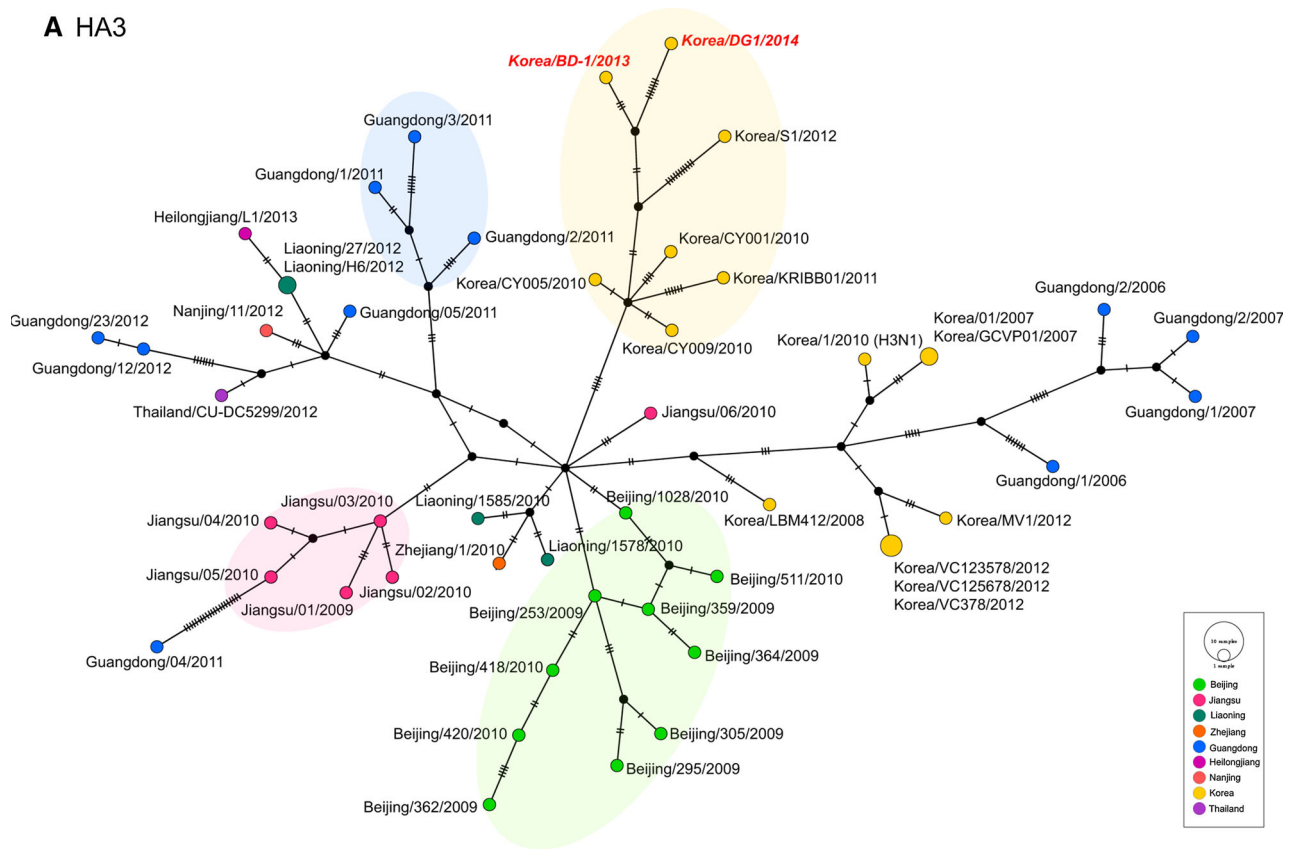 A HA3
Korea/DG1/2014
Korea/BD-1/2013
Guangdong/3/2011
Korea/S1/2012
Guangdong/1/2011
Heilongjiang/L1/2013
Guangdong/2/2011
Korea/CY001/2010
Liaoning/27/2012
Liaoning/H6/2012
Korea/CY005/2010
Korea/KRIBB01/2011
Guangdong/2/2006
Nanjing/11/2012
Guangdong/05/2011
Guangdong/23/2012
Korea/01/2007
Korea/GCVP01/2007
Guangdong/2/2007
Korea/CY009/2010
Korea/1/2010 (H3N1)
Guangdong/12/2012
Thailand/CU-DC5299/2012
Jiangsu/06/2010
Guangdong/1/2007
Guangdong/1/2006
Jiangsu/03/2010
Liaoning/1585/2010
Beijing/1028/2010
Jiangsu/04/2010
Korea/LBM412/2008
Korea/MV1/2012
Zhejiang/1/2010
Liaoning/1578/2010
Jiangsu/05/2010
Jiangsu/02/2010
Beijing/511/2010
Korea/VC123578/2012
Korea/VC125678/2012
Korea/VC378/2012
Jiangsu/01/2009
Beijing/253/2009
Beijing/359/2009
Guangdong/04/2011
Beijing/418/2010
Beijing/364/2009
Beijing/420/2010
Beijing/305/2009
Beijing/295/2009
Beijing/362/2009
10 samples
1 sample
Beijing
Jiangsu
Liaoning
Zhejiang
Guangdong
Heilongjiang
Nanjing
Korea
Thailand